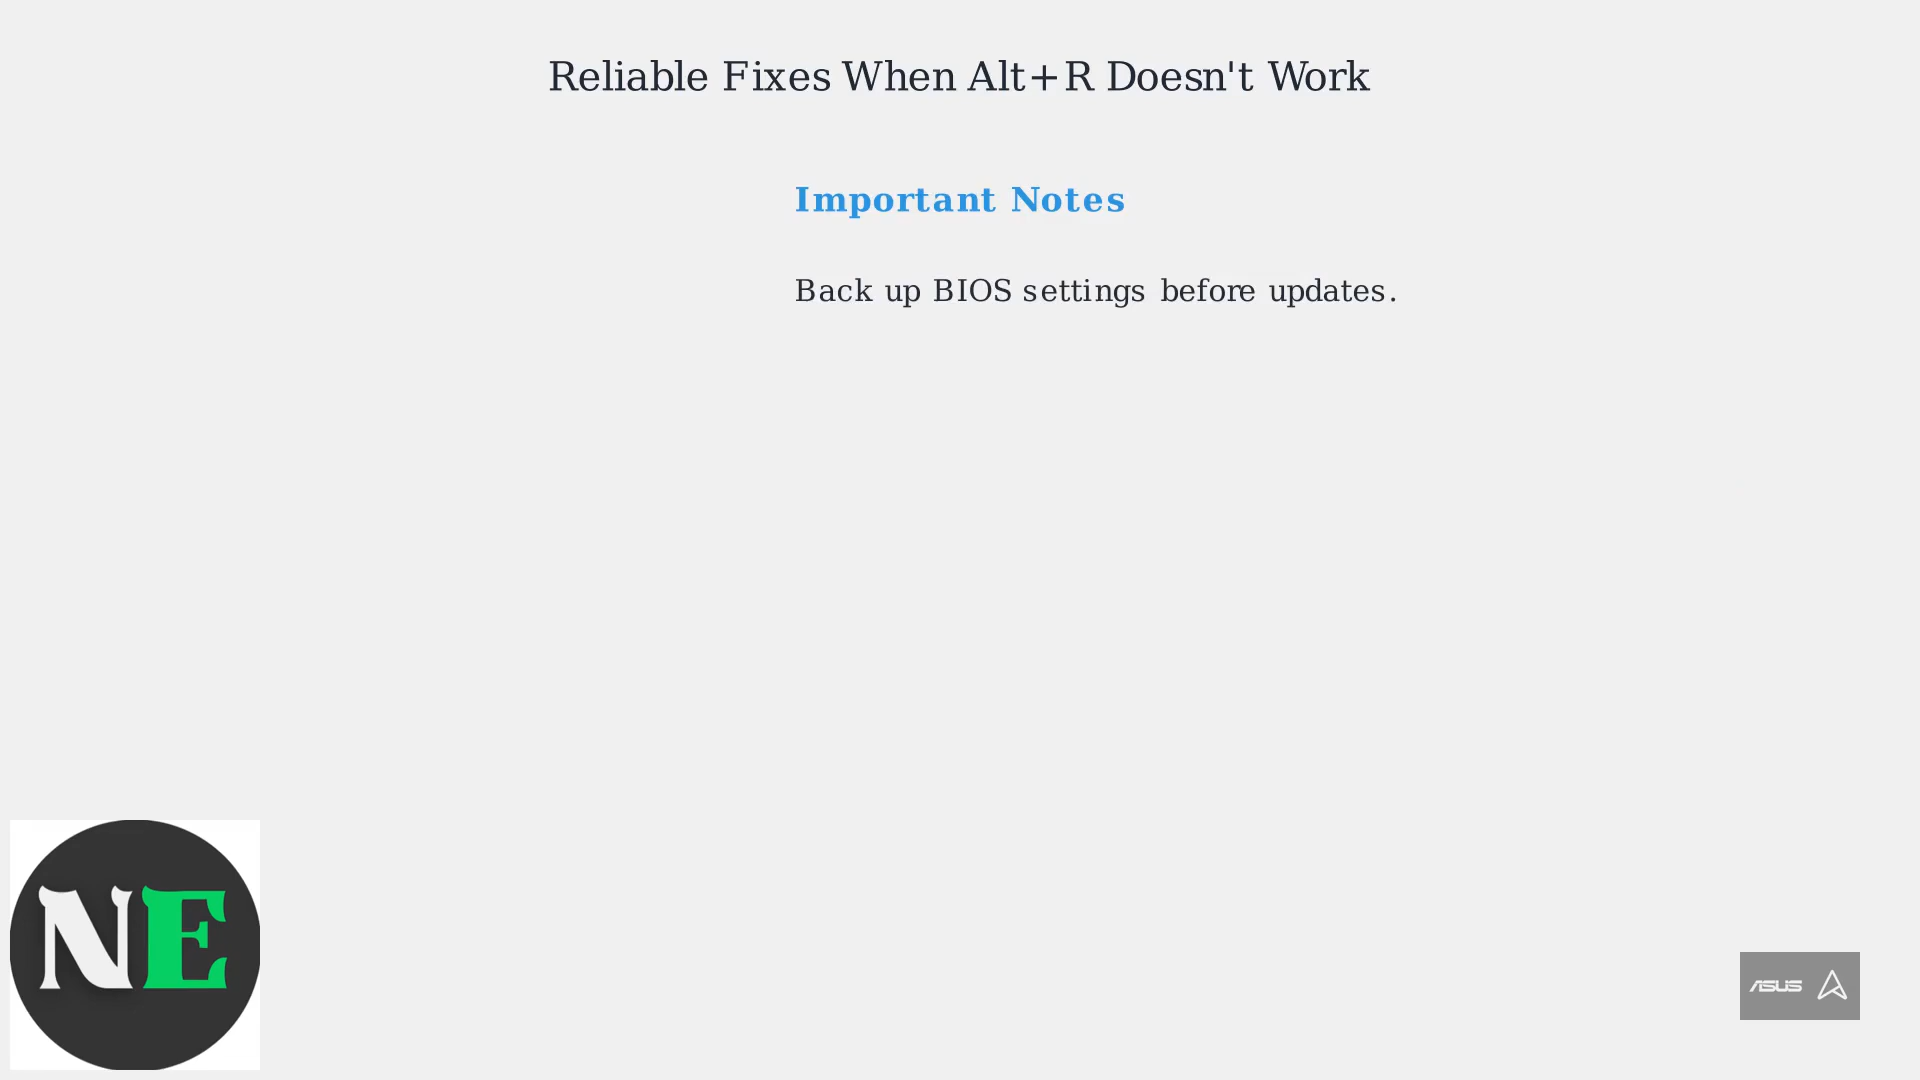 Reliable Fixes When Alt+R Doesn't Work
Important Notes
Back up BIOS settings before updates.
NE
ASUS